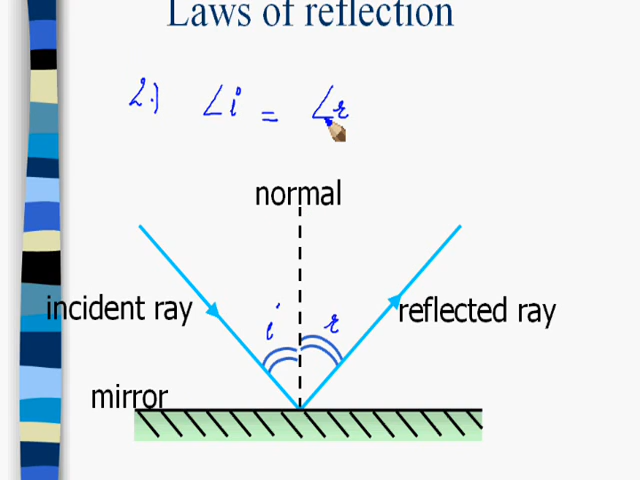 Laws of reflection
2.) ∠i = ∠r
normal
incident ray
i
r
reflected ray
mirror